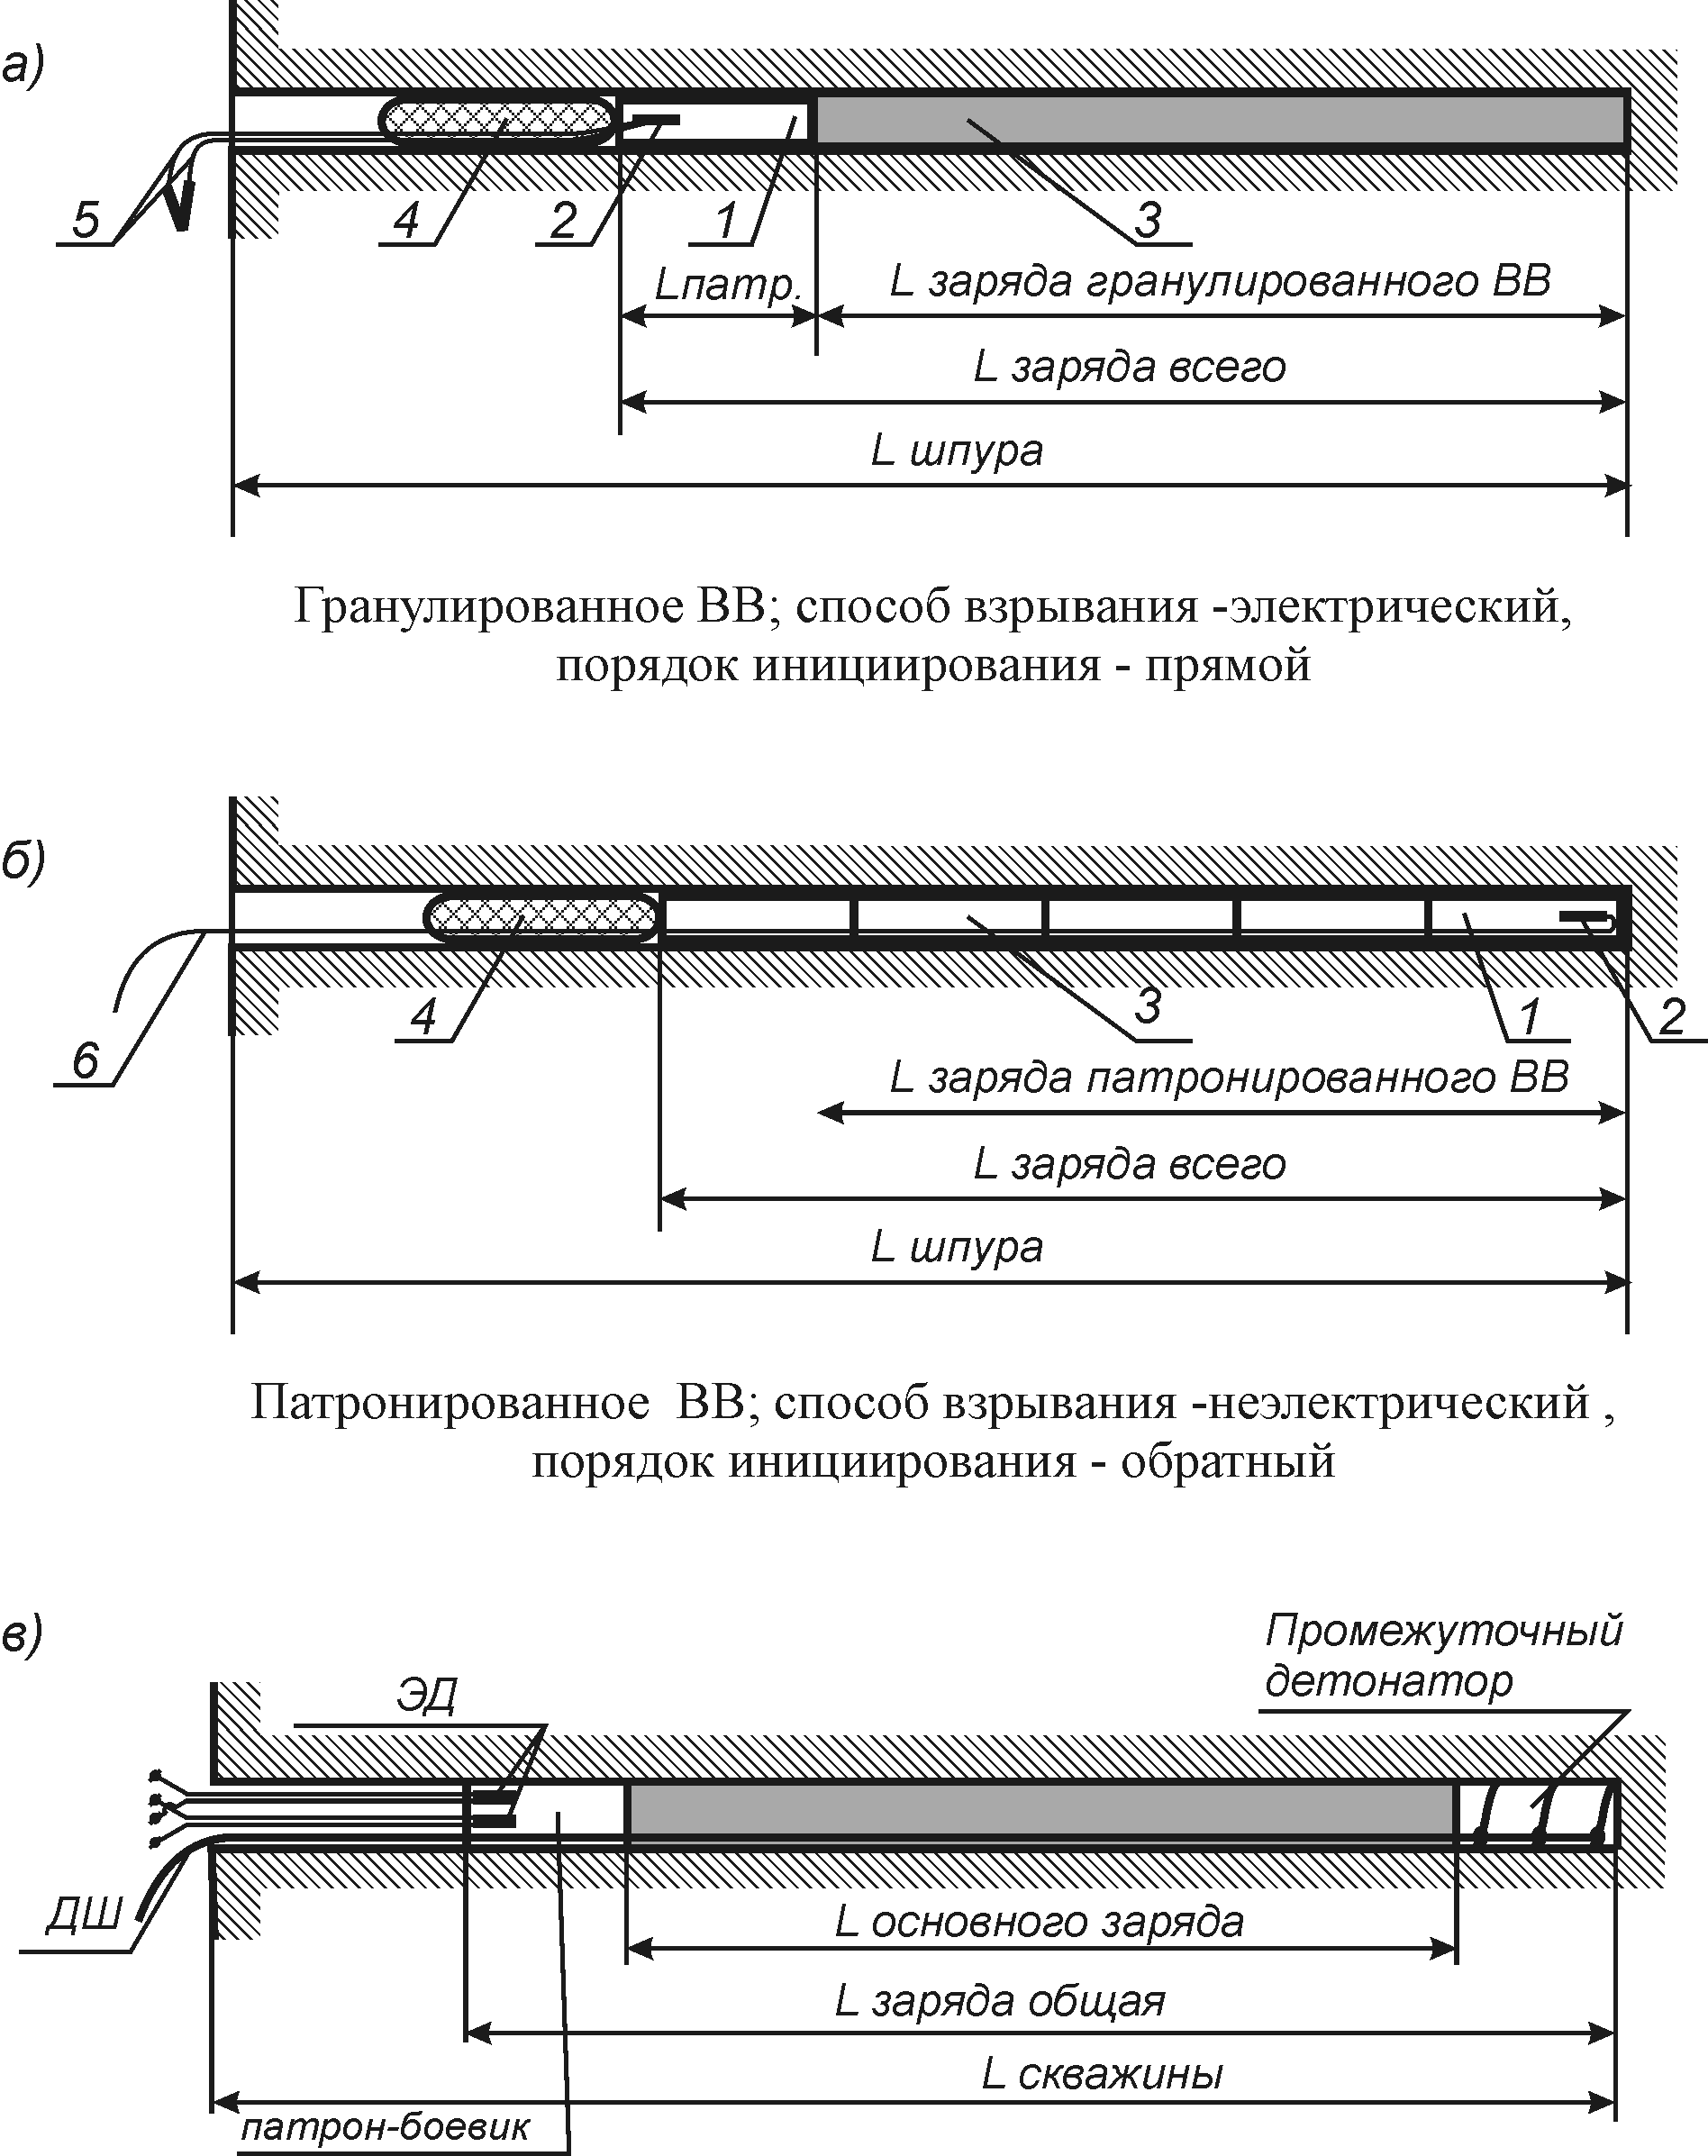 а)
5
4
2
1
3
Lпатр.
L заряда гранулированного ВВ
L заряда всего
L шпура
Гранулированное ВВ; способ взрывания -электрический,
порядок инициирования - прямой
б)
6
4
3
1
2
L заряда патронированного ВВ
L заряда всего
L шпура
Патронированное ВВ; способ взрывания -неэлектрический ,
порядок инициирования - обратный
в)
Промежуточный
детонатор
ЭД
ДШ
L основного заряда
L заряда общая
L скважины
патрон-боевик